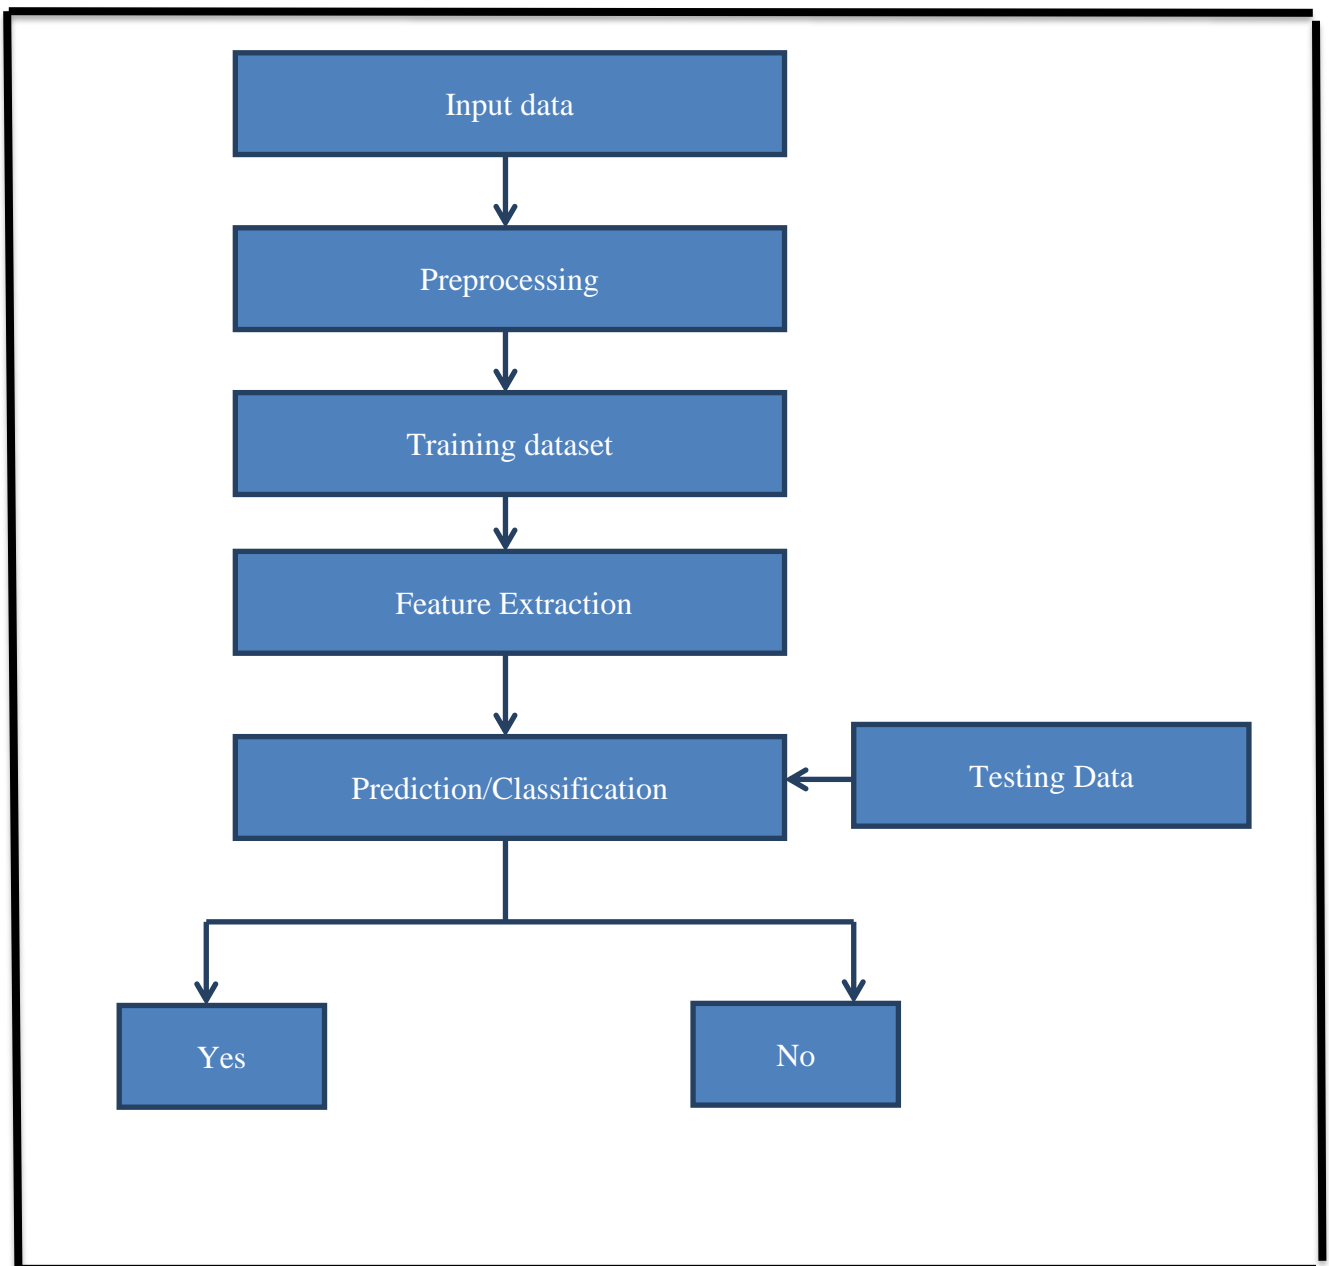 Input data
Preprocessing
Training dataset
Feature Extraction
Prediction/Classification
Testing Data
Yes
No